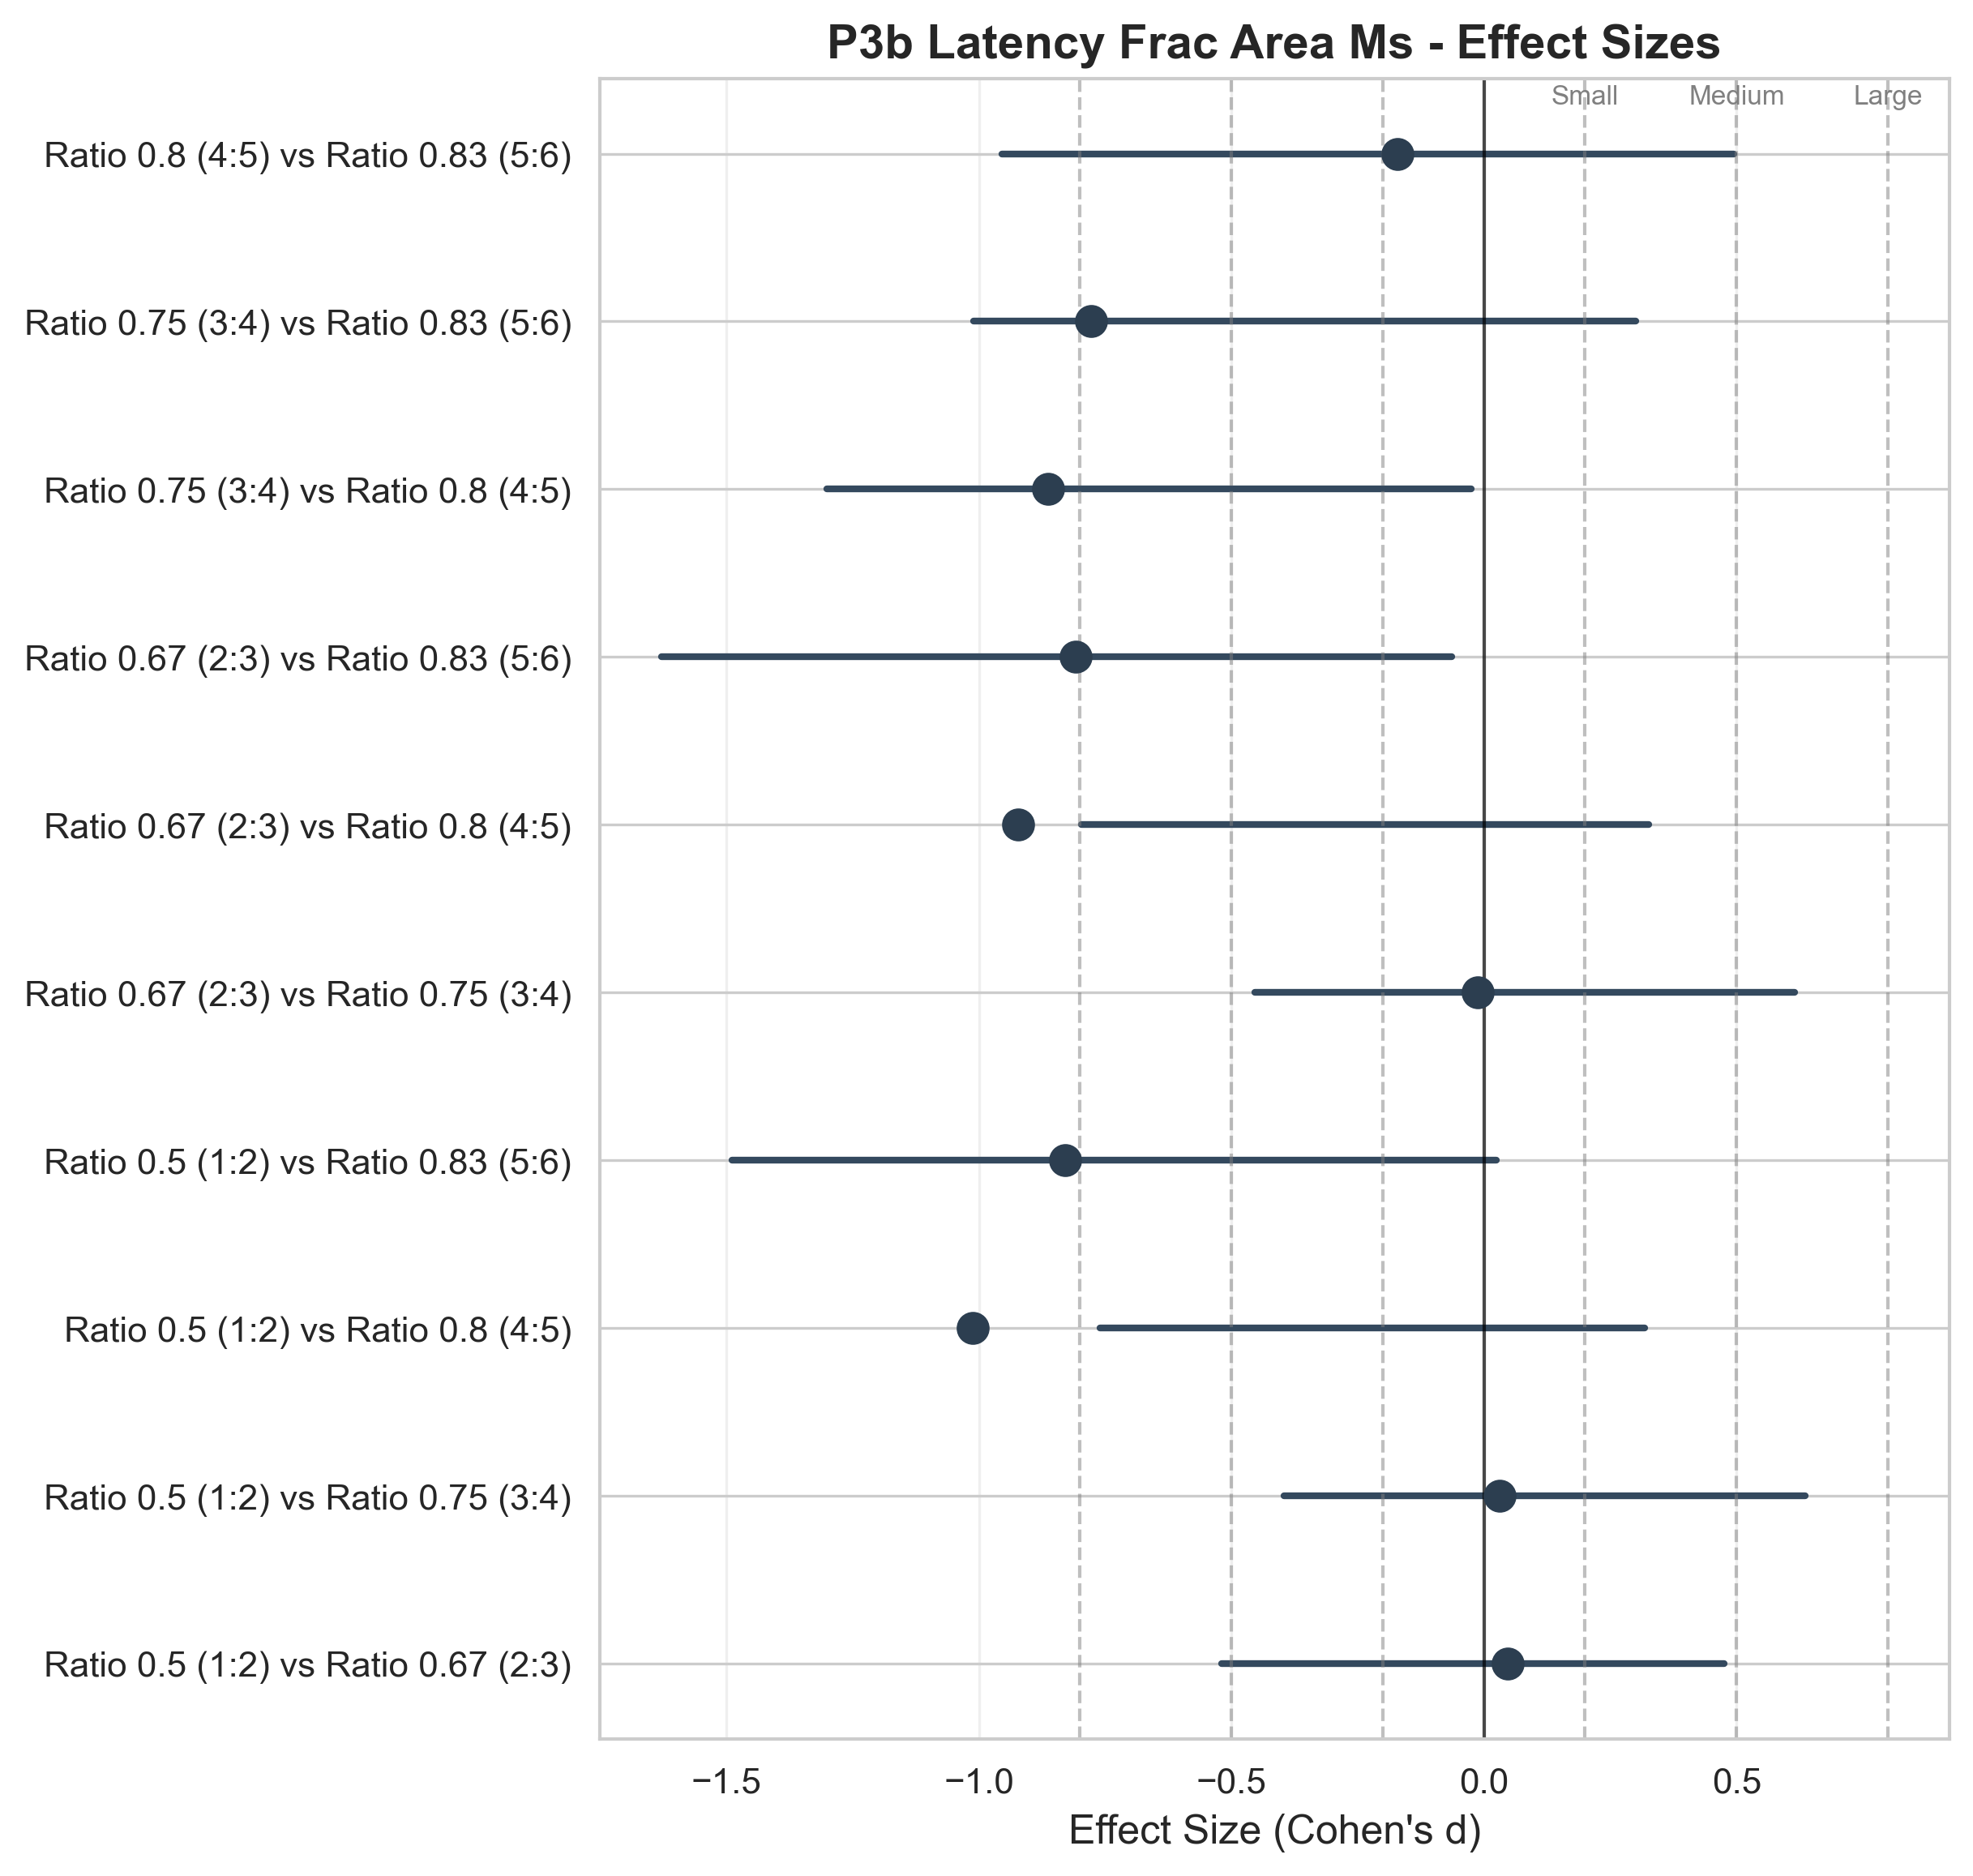 P3b Latency Frac Area Ms - Effect Sizes
Small Medium Large
Ratio 0.8 (4:5) vs Ratio 0.83 (5:6)
Ratio 0.75 (3:4) vs Ratio 0.83 (5:6)
Ratio 0.75 (3:4) vs Ratio 0.8 (4:5)
Ratio 0.67 (2:3) vs Ratio 0.83 (5:6)
Ratio 0.67 (2:3) vs Ratio 0.8 (4:5)
Ratio 0.67 (2:3) vs Ratio 0.75 (3:4)
Ratio 0.5 (1:2) vs Ratio 0.83 (5:6)
Ratio 0.5 (1:2) vs Ratio 0.8 (4:5)
Ratio 0.5 (1:2) vs Ratio 0.75 (3:4)
Ratio 0.5 (1:2) vs Ratio 0.67 (2:3)
−1.5 −1.0 −0.5 0.0 0.5
Effect Size (Cohen's d)